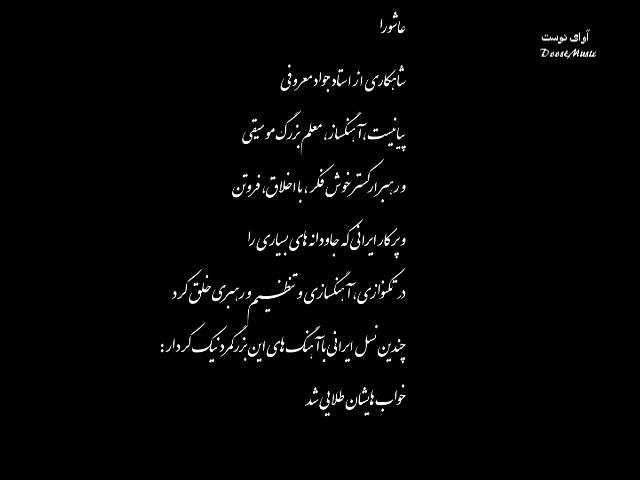 عاشورا
شاهکاری از استاد جواد معروفی
پیانیست، آهنگساز، معلم بزرگ موسیقی
و رهبر ارکستر خوش فکر، با اخلاق، فروتن
و پر کار ایرانی که جاودانه های بسیاری را
در تکنوازی، آهنگسازی و تنظیم و رهبری خلق کرد
چندین نسل ایرانی با آهنگ های این بزرگمرد نیک کردار :
خواب هایشان طلایی شد
آوای دوست
DoostMusic